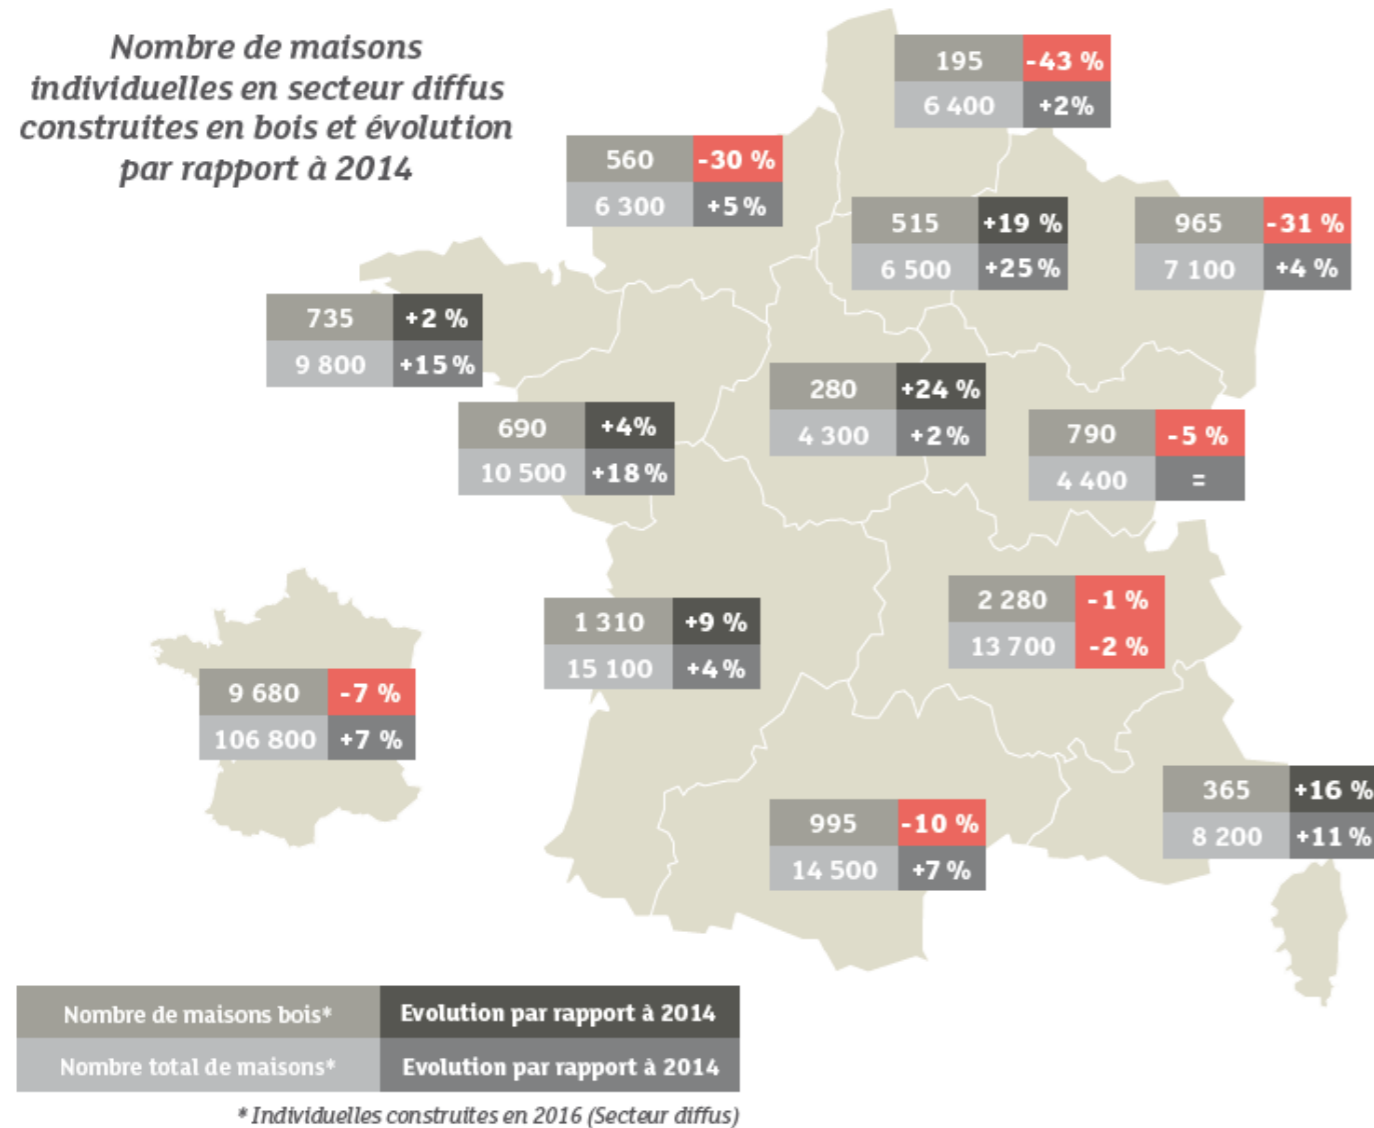 Nombre de maisons
individuelles en secteur diffus
construites en bois et évolution
par rapport à 2014
195 -43 %
6 400 +2%
560 -30 %
6 300 +5 %
515 +19 %
6 500 +25 %
965 -31 %
7 100 +4 %
735 +2 %
9 800 +15 %
280 +24 %
4 300 +2 %
690 +4%
10 500 +18 %
790 -5 %
4 400 =
2 280 -1 %
13 700 -2 %
1 310 +9 %
15 100 +4 %
9 680 -7 %
106 800 +7 %
365 +16 %
8 200 +11 %
995 -10 %
14 500 +7 %
Nombre de maisons bois* Evolution par rapport à 2014
Nombre total de maisons* Evolution par rapport à 2014
* Individuelles construites en 2016 (Secteur diffus)